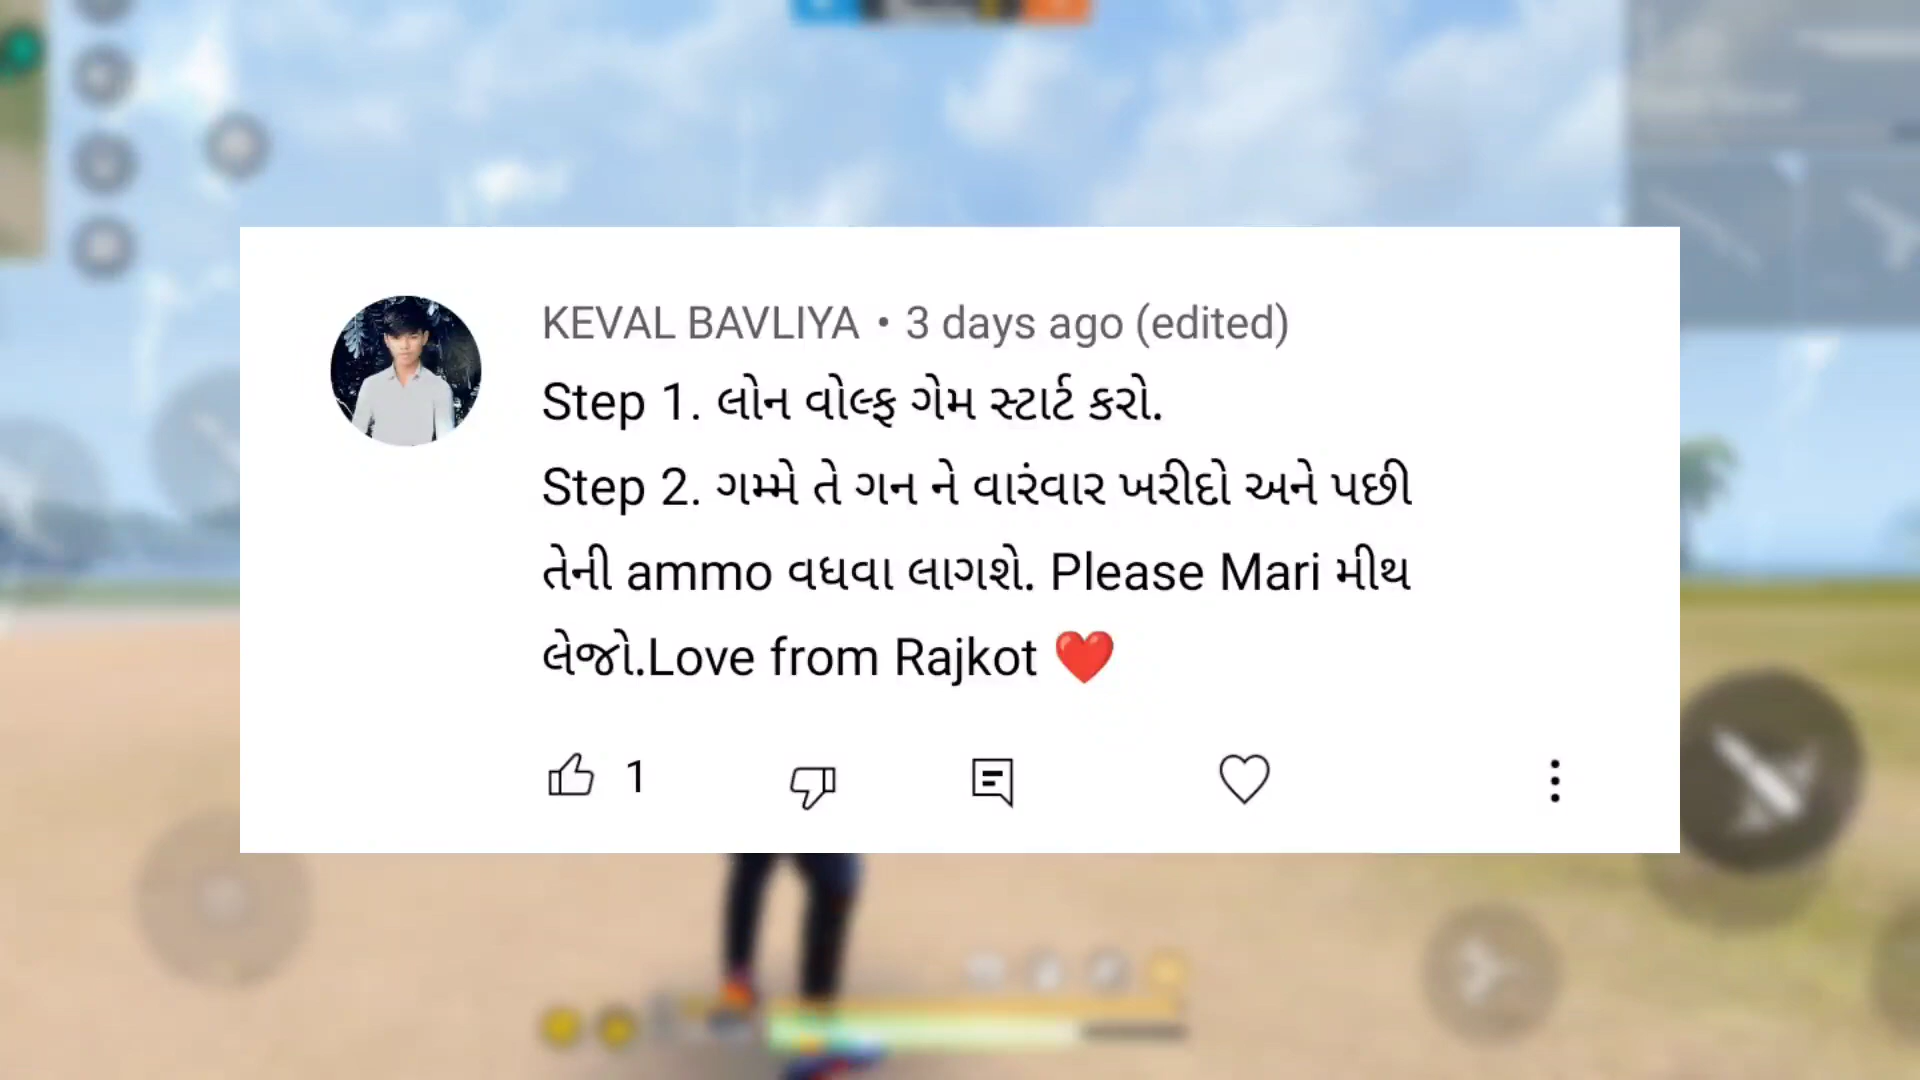 KEVAL BAVLIYA • 3 days ago (edited)
Step 1. લોન વોલ્ફ ગેમ સ્ટાર્ટ કરો.
Step 2. ગમ્મે તે ગન ને વારંવાર ખરીદો અને પછી
તેની ammo વધવા લાગશે. Please Mari મીથ
લેજો.Love from Rajkot ❤️
1